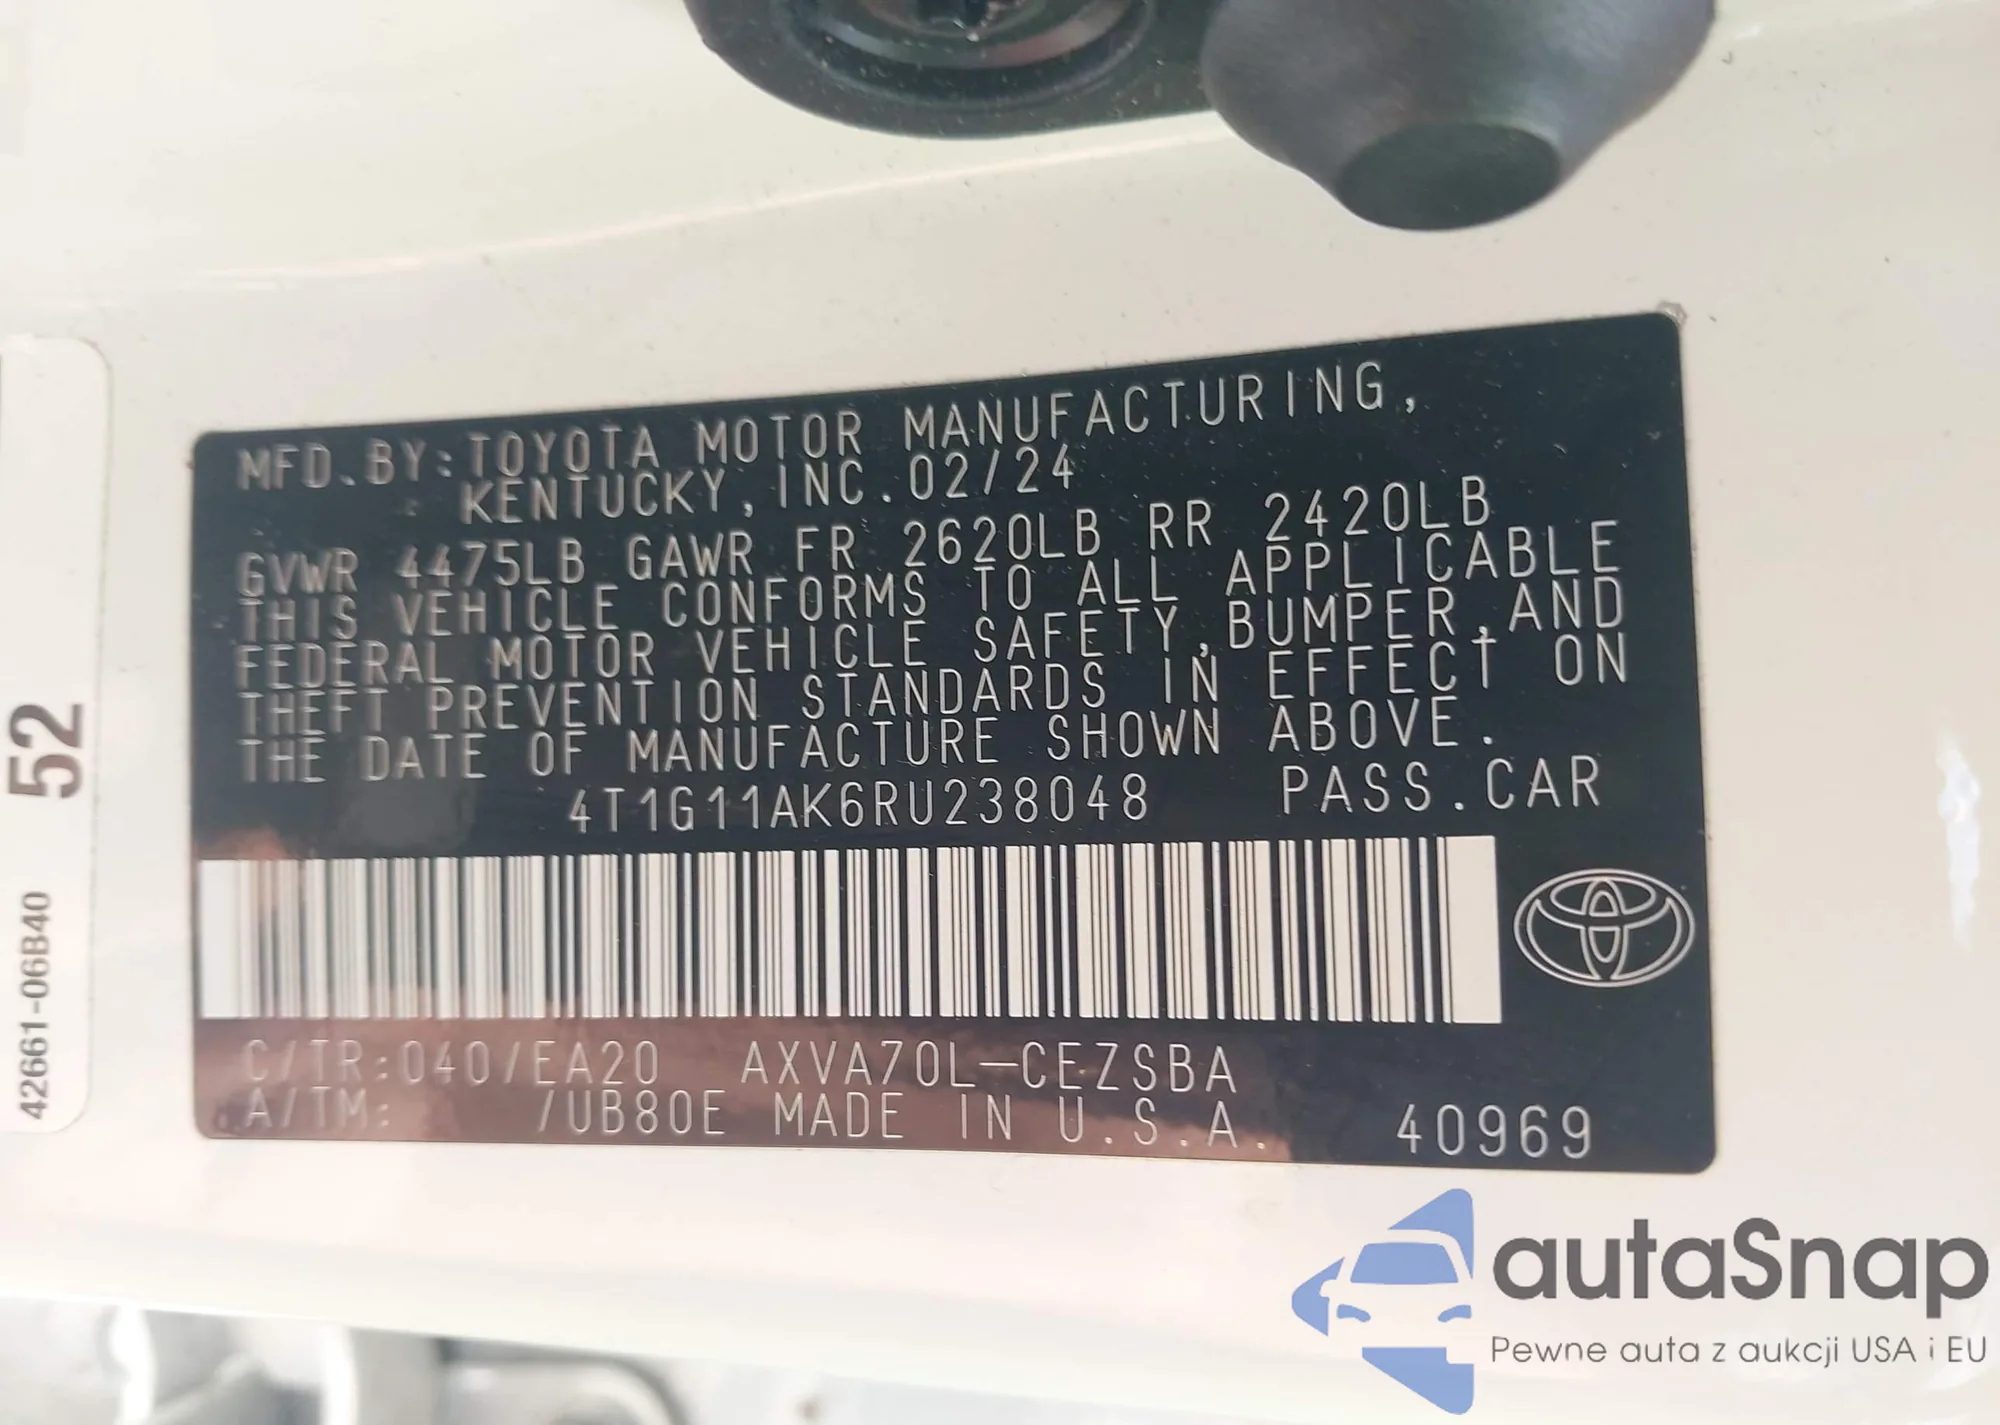 MFD.BY:TOYOTA MOTOR MANUFACTURING,
KENTUCKY,INC.02/24
GVWR 4475LB GAWR FR 2620LB RR 2420LB
THIS VEHICLE CONFORMS TO ALL APPLICABLE
FEDERAL MOTOR VEHICLE SAFETY,BUMPER,AND
THEFT PREVENTION STANDARDS IN EFFECT ON
THE DATE OF MANUFACTURE SHOWN ABOVE.
4T1G11AK6RU238048 PASS.CAR
C/TR:040/EA20 AXVA70L-CEZSBA
A/TM: /UB80E MADE IN U.S.A. 40969
52
42661-06B40
autaSnap
Pewne auta z aukcji USA i EU